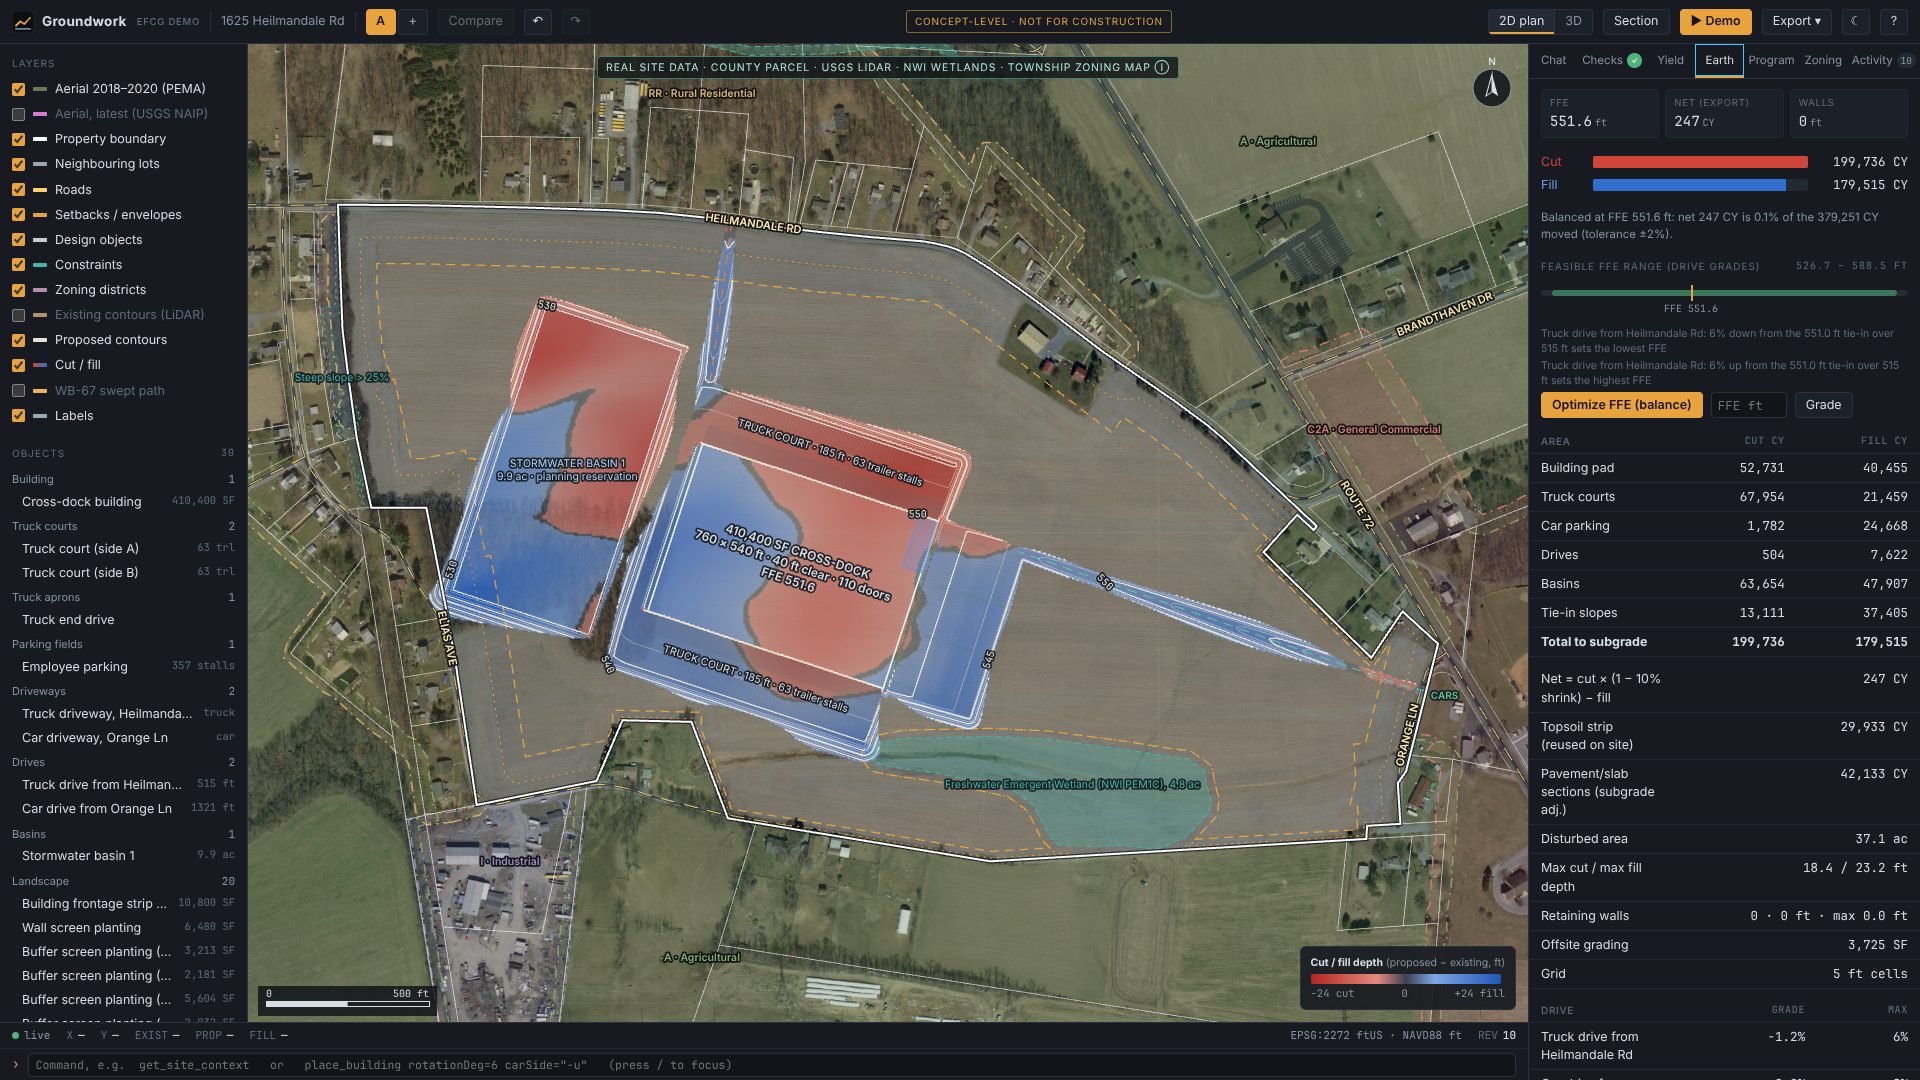 Groundwork EFCG DEMO 1625 Heilmandale Rd A + Compare ↶ ↷
CONCEPT-LEVEL · NOT FOR CONSTRUCTION
2D plan 3D Section ▶ Demo Export ▾ ☾ ?
LAYERS
Aerial 2018–2020 (PEMA)
Aerial, latest (USGS NAIP)
Property boundary
Neighbouring lots
Roads
Setbacks / envelopes
Design objects
Constraints
Zoning districts
Existing contours (LiDAR)
Proposed contours
Cut / fill
WB-67 swept path
Labels
OBJECTS 30
Building 1
Cross-dock building 410,400 SF
Truck courts 2
Truck court (side A) 63 trl
Truck court (side B) 63 trl
Truck aprons 1
Truck end drive
Parking fields 1
Employee parking 357 stalls
Driveways 2
Truck driveway, Heilmanda... truck
Car driveway, Orange Ln car
Drives 2
Truck drive from Heilman... 515 ft
Car drive from Orange Ln 1321 ft
Basins 1
Stormwater basin 1 9.9 ac
Landscape 20
Building frontage strip ... 10,800 SF
Wall screen planting 6,480 SF
Buffer screen planting (... 3,213 SF
Buffer screen planting (... 2,181 SF
Buffer screen planting (... 5,604 SF
REAL SITE DATA · COUNTY PARCEL · USGS LIDAR · NWI WETLANDS · TOWNSHIP ZONING MAP i
N
RR · Rural Residential
A · Agricultural
HEILMANDALE RD
BRANDTHAVEN DR
530
Steep slope > 25%
C2A · General Commercial
TRUCK COURT · 185 ft · 63 trailer stalls
STORMWATER BASIN 1
9.9 ac · planning reservation
ROUTE 72
550
410,400 SF CROSS-DOCK
760 × 540 ft · 40 ft clear · 110 doors
FFE 551.6
530
550
ELIAS AVE
540
545
TRUCK COURT · 185 ft · 63 trailer stalls
CARS
ORANGE LN
Freshwater Emergent Wetland (NWI PEM1C), 4.8 ac
I · Industrial
A · Agricultural
0 500 ft
Cut / fill depth (proposed − existing, ft)
-24 cut 0 +24 fill
Chat Checks ✓ Yield Earth Program Zoning Activity 10
FFE
551.6 ft
NET (EXPORT)
247 CY
WALLS
0 ft
Cut 199,736 CY
Fill 179,515 CY
Balanced at FFE 551.6 ft: net 247 CY is 0.1% of the 379,251 CY
moved (tolerance ±2%).
FEASIBLE FFE RANGE (DRIVE GRADES) 526.7 – 588.5 FT
FFE 551.6
Truck drive from Heilmandale Rd: 6% down from the 551.0 ft tie-in over
515 ft sets the lowest FFE
Truck drive from Heilmandale Rd: 6% up from the 551.0 ft tie-in over 515
ft sets the highest FFE
Optimize FFE (balance) FFE ft Grade
AREA CUT CY FILL CY
Building pad 52,731 40,455
Truck courts 67,954 21,459
Car parking 1,782 24,668
Drives 504 7,622
Basins 63,654 47,907
Tie-in slopes 13,111 37,405
Total to subgrade 199,736 179,515
Net = cut × (1 − 10% 247 CY
shrink) − fill
Topsoil strip 29,933 CY
(reused on site)
Pavement/slab 42,133 CY
sections (subgrade
adj.)
Disturbed area 37.1 ac
Max cut / max fill 18.4 / 23.2 ft
depth
Retaining walls 0 · 0 ft · max 0.0 ft
Offsite grading 3,725 SF
Grid 5 ft cells
DRIVE GRADE MAX
Truck drive from -1.2% 6%
Heilmandale Rd
live X — Y — EXIST — PROP — FILL — EPSG:2272 ftUS · NAVD88 ft REV 10
› Command, e.g. get_site_context or place_building rotationDeg=6 carSide="-u" (press / to focus)